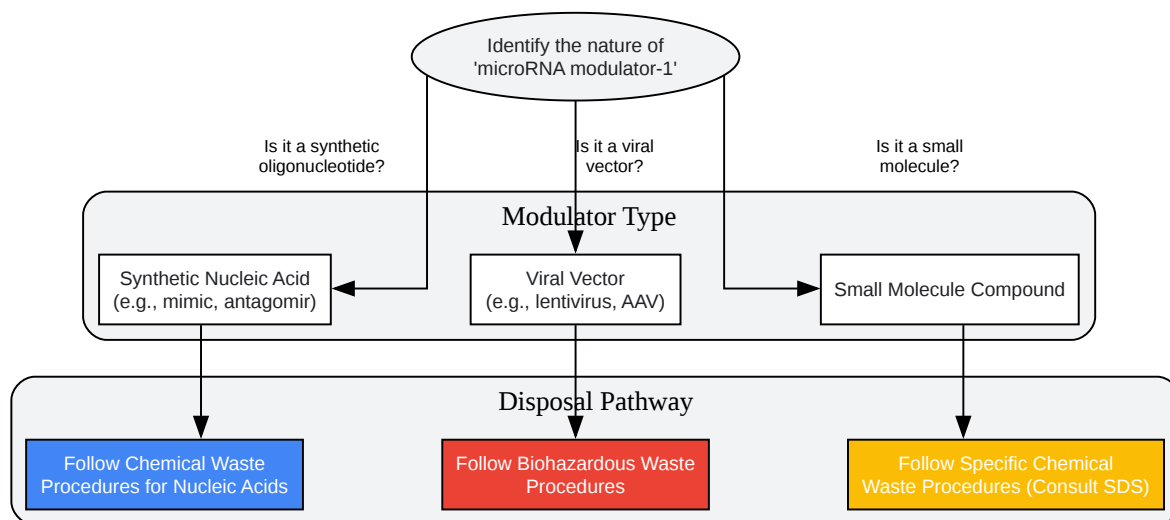 Identify the nature of
'microRNA modulator-1'
Is it a synthetic
oligonucleotide?
Is it a viral
vector?
Is it a small
molecule?
Modulator Type
Synthetic Nucleic Acid
(e.g., mimic, antagomir)
Viral Vector
(e.g., lentivirus, AAV)
Small Molecule Compound
Disposal Pathway
Follow Chemical Waste
Procedures for Nucleic Acids
Follow Biohazardous Waste
Procedures
Follow Specific Chemical
Waste Procedures (Consult SDS)